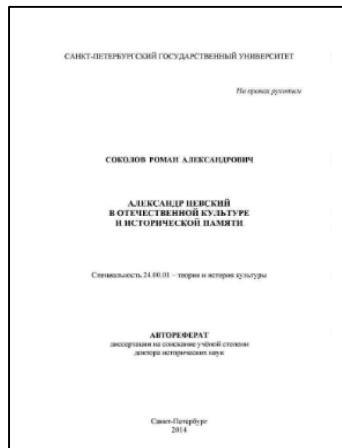 САНКТ-ПЕТЕРБУРГСКИЙ ГОСУДАРСТВЕННЫЙ УНИВЕРСИТЕТ
На правах рукописи
СОКОЛОВ РОМАН АЛЕКСАНДРОВИЧ
АЛЕКСАНДР НЕВСКИЙ
В ОТЕЧЕСТВЕННОЙ КУЛЬТУРЕ
И ИСТОРИЧЕСКОЙ ПАМЯТИ
Специальность 24.00.01 – теория и история культуры
АВТОРЕФЕРАТ
диссертации на соискание учёной степени
доктора исторических наук
Санкт-Петербург
2014